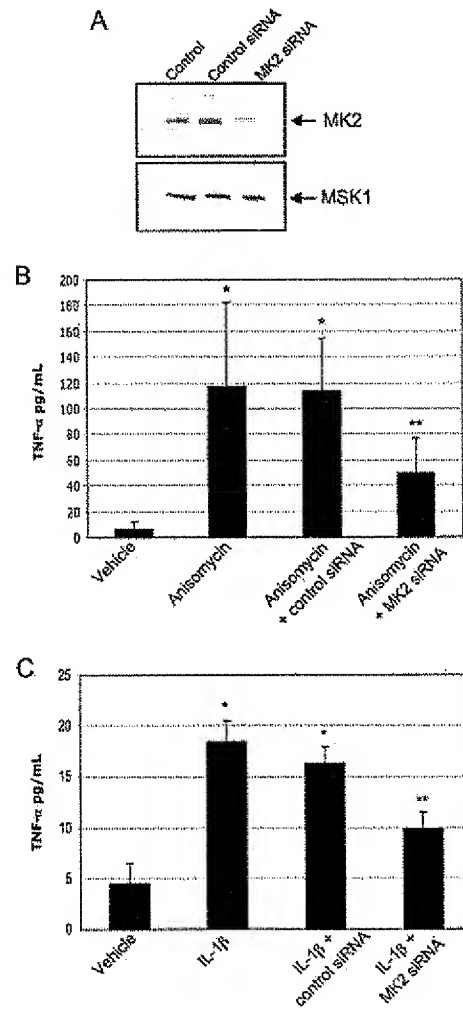 A
Control
Control siRNA
MK2 siRNA
MK2
MSK1
B
TNF-α pg/mL
200
180
160
140
120
100
80
60
40
20
0
*
*
**
Vehicle
Anisomycin
Anisomycin
+ control siRNA
Anisomycin
+ MK2 siRNA
C
TNF-α pg/mL
25
20
15
10
5
0
*
*
**
Vehicle
IL-1β
IL-1β +
control siRNA
IL-1β +
MK2 siRNA